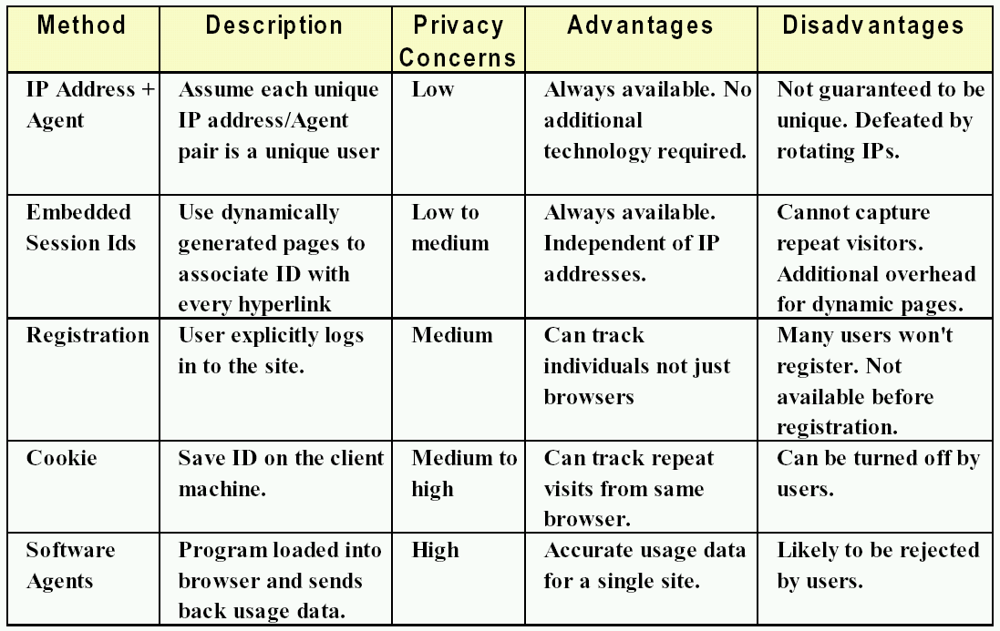 Method Description Privacy Concerns Advantages Disadvantages
IP Address + Agent
Assume each unique
IP address/Agent
pair is a unique user
Low
Always available. No
additional
technology required.
Not guaranteed to be
unique. Defeated by
rotating IPs.
Embedded
Session Ids
Use dynamically
generated pages to
associate ID with
every hyperlink
Low to
medium
Always available.
Independent of IP
addresses.
Cannot capture
repeat visitors.
Additional overhead
for dynamic pages.
Registration
User explicitly logs
in to the site.
Medium
Can track
individuals not just
browsers
Many users won't
register. Not
available before
registration.
Cookie
Save ID on the client
machine.
Medium to
high
Can track repeat
visits from same
browser.
Can be turned off by
users.
Software
Agents
Program loaded into
browser and sends
back usage data.
High
Accurate usage data
for a single site.
Likely to be rejected
by users.